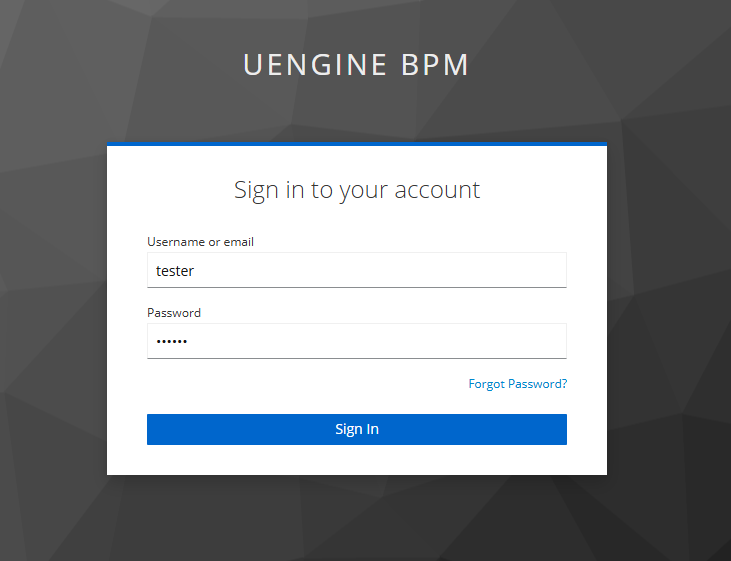 UENGINE BPM
Sign in to your account
Username or email
tester
Password
••••••
Forgot Password?
Sign In